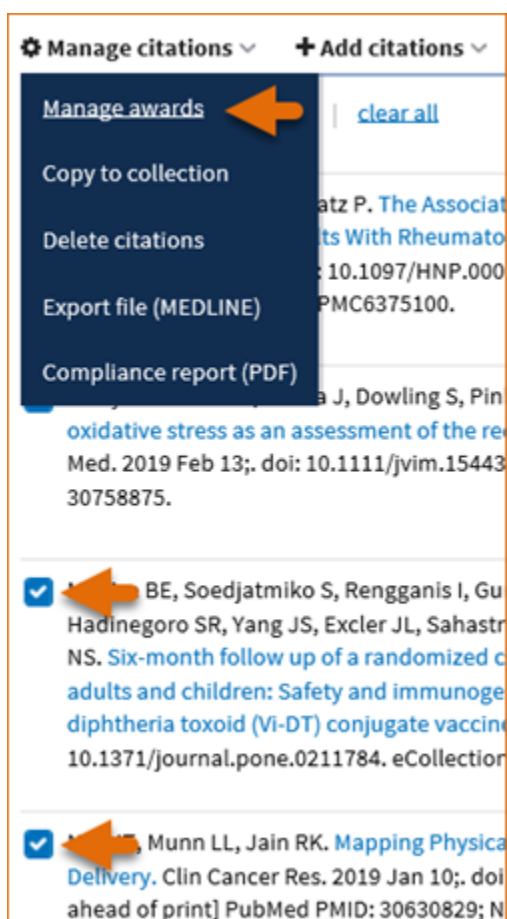 Manage citations + Add citations
Manage awards
clear all
Copy to collection
atz P. The Associat
Delete citations
ts With Rheumato
: 10.1097/HNP.000
Export file (MEDLINE)
PMC6375100.
Compliance report (PDF)
a J, Dowling S, Pin
oxidative stress as an assessment of the re
Med. 2019 Feb 13;. doi: 10.1111/jvim.15443
30758875.
BE, Soedjatmiko S, Rengganis I, Gu
Hadinegoro SR, Yang JS, Excler JL, Sahastr
NS. Six-month follow up of a randomized c
adults and children: Safety and immunoge
diphtheria toxoid (Vi-DT) conjugate vaccine
10.1371/journal.pone.0211784. eCollection
, Munn LL, Jain RK. Mapping Physica
Delivery. Clin Cancer Res. 2019 Jan 10;. doi
ahead of print] PubMed PMID: 30630829; N